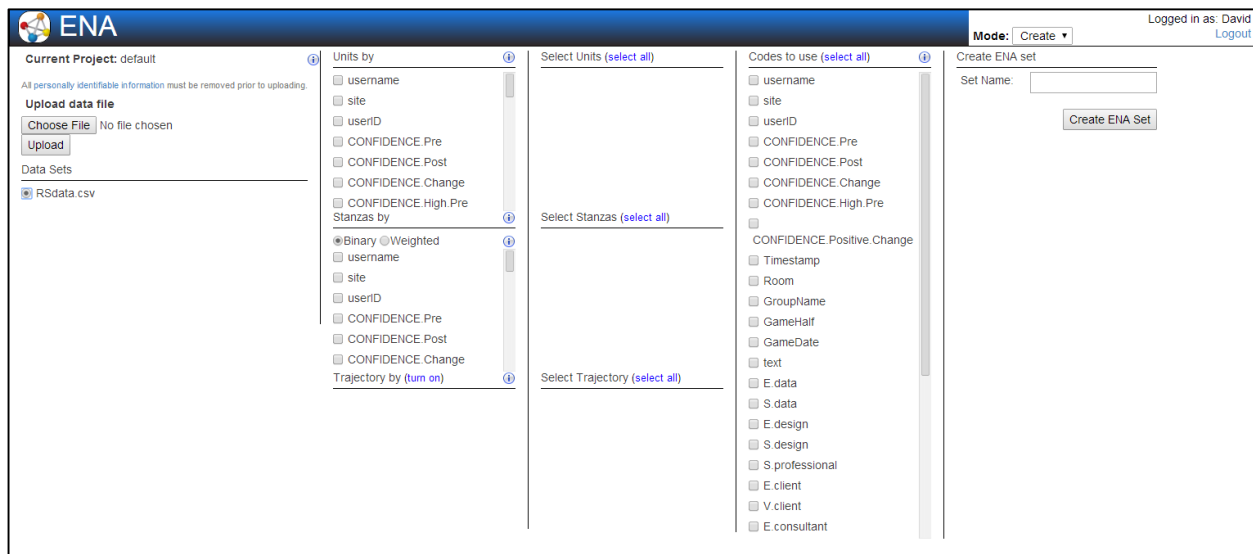 ENA
Logged in as: David
Mode: Create
Logout
Current Project: default
All personally identifiable information must be removed prior to uploading.
Upload data file
Choose File No file chosen
Upload
Data Sets
RSdata.csv
Units by
username
site
userID
CONFIDENCE.Pre
CONFIDENCE.Post
CONFIDENCE.Change
CONFIDENCE.High.Pre
Stanzas by
Binary Weighted
username
site
userID
CONFIDENCE.Pre
CONFIDENCE.Post
CONFIDENCE.Change
Trajectory by (turn on)
Select Units (select all)
Select Stanzas (select all)
Select Trajectory (select all)
Codes to use (select all)
username
site
userID
CONFIDENCE.Pre
CONFIDENCE.Post
CONFIDENCE.Change
CONFIDENCE.High.Pre
CONFIDENCE.Positive.Change
Timestamp
Room
GroupName
GameHalf
GameDate
text
E.data
S.data
E.design
S.design
S.professional
E.client
V.client
E.consultant
Create ENA set
Set Name:
Create ENA Set